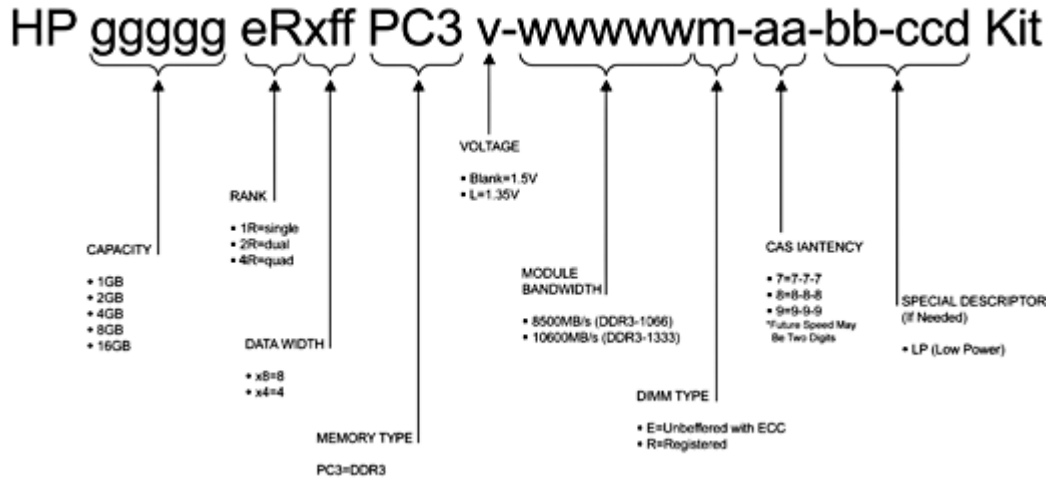 HP ggggg eRxff PC3 v-wwwwwm-aa-bb-ccd Kit
VOLTAGE
• Blank=1.5V
• L=1.35V
RANK
• 1R=single
• 2R=dual
• 4R=quad
CAPACITY
• 1GB
• 2GB
• 4GB
• 8GB
• 16GB
CAS IANTENCY
• 7=7-7-7
• 8=8-8-8
• 9=9-9-9
*Future Speed May
Be Two Digits
MODULE
BANDWIDTH
• 8500MB/s (DDR3-1066)
• 10600MB/s (DDR3-1333)
SPECIAL DESCRIPTOR
(If Needed)
• LP (Low Power)
DATA WIDTH
• x8=8
• x4=4
DIMM TYPE
• E=Unbeffered with ECC
• R=Registered
MEMORY TYPE
PC3=DDR3